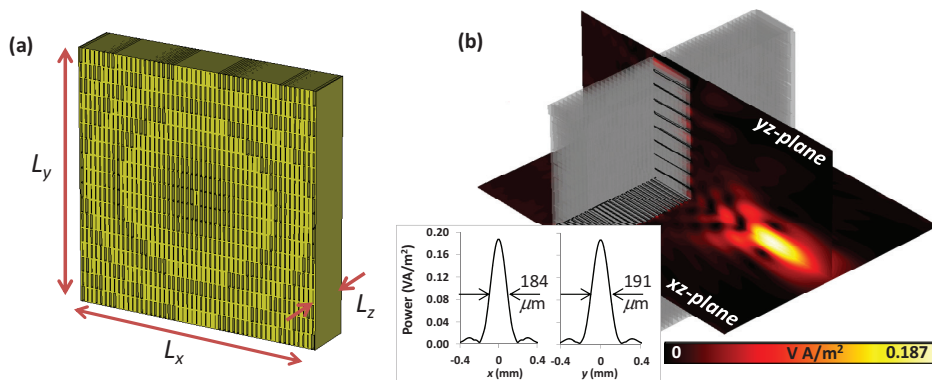 (a)
L_y
L_x
L_z
(b)
yz-plane
xz-plane
0.20
0.16
0.12
0.08
0.04
0.00
Power (VA/m²)
184
μm
191
μm
-0.4 0 0.4
-0.4 0 0.4
x (mm)
y (mm)
0 V A/m² 0.187